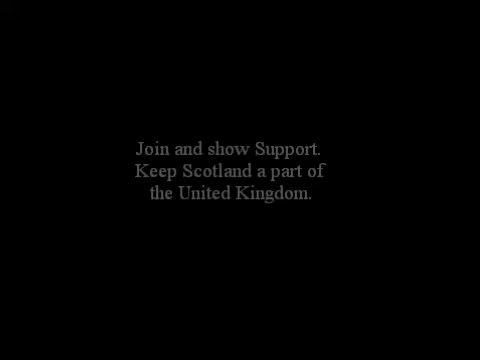 Join and show Support.
Keep Scotland a part of
the United Kingdom.